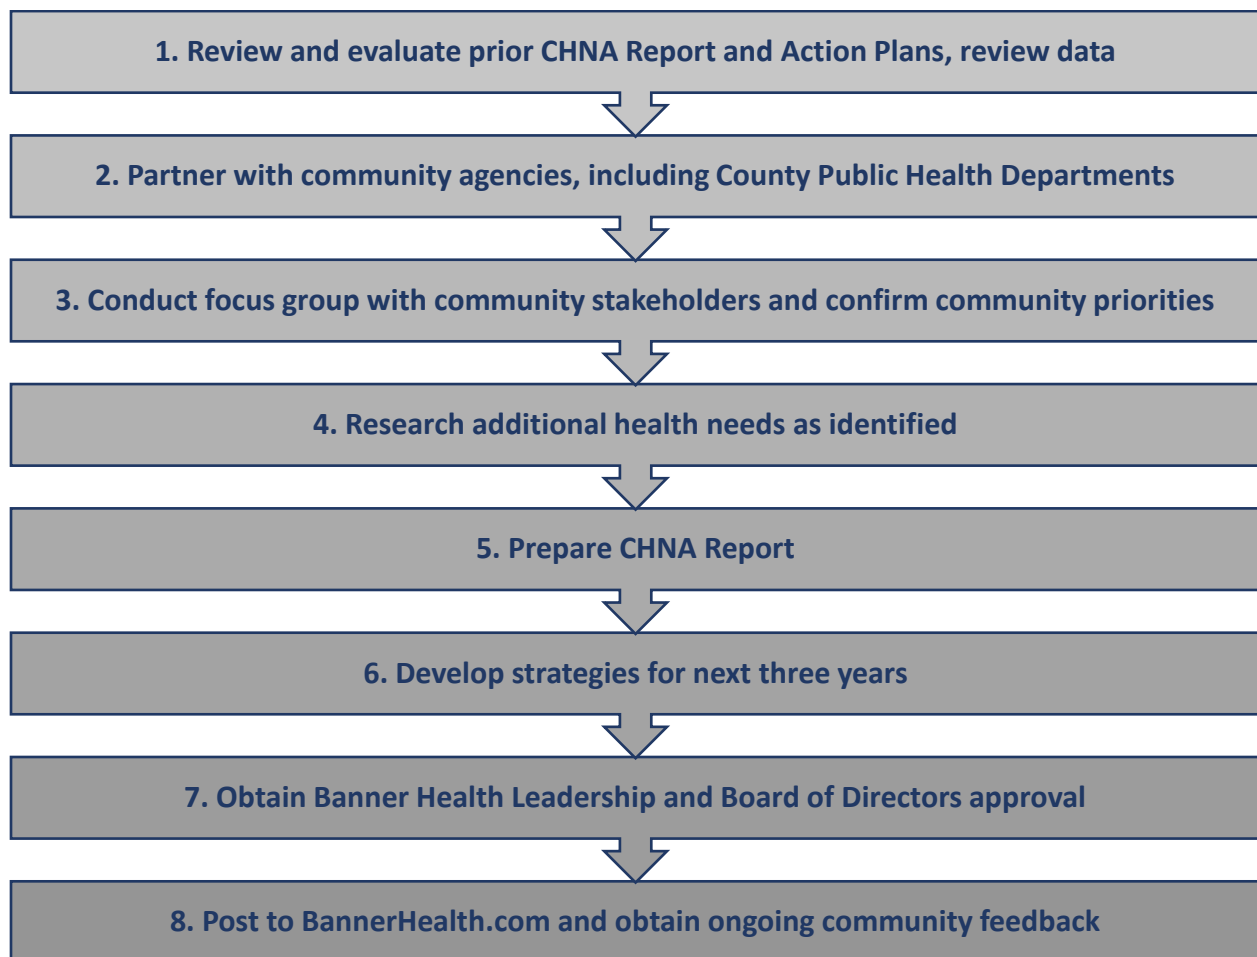 1. Review and evaluate prior CHNA Report and Action Plans, review data
2. Partner with community agencies, including County Public Health Departments
3. Conduct focus group with community stakeholders and confirm community priorities
4. Research additional health needs as identified
5. Prepare CHNA Report
6. Develop strategies for next three years
7. Obtain Banner Health Leadership and Board of Directors approval
8. Post to BannerHealth.com and obtain ongoing community feedback